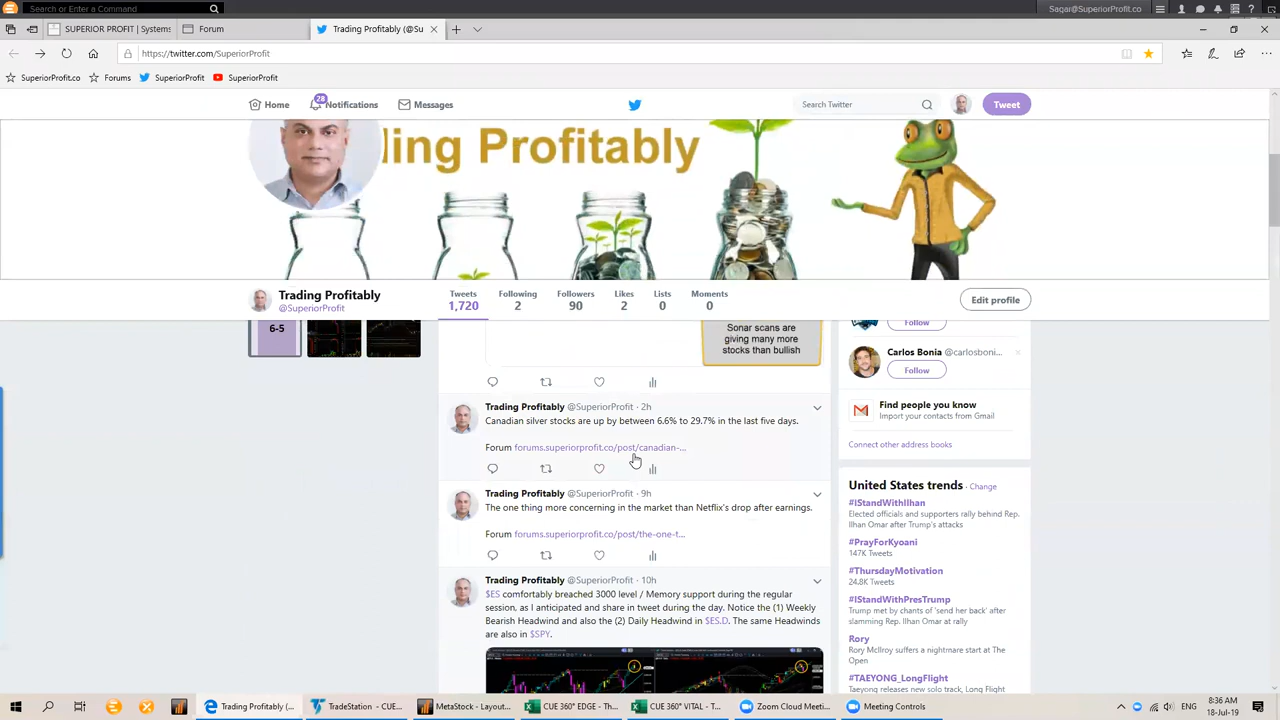 Search or Enter a Command
Sagar@SuperiorProfit.co
SUPERIOR PROFIT | Systems
Forum
Trading Profitably (@Su
https://twitter.com/SuperiorProfit
SuperiorProfit.co
Forums
SuperiorProfit
SuperiorProfit
28
Home
Notifications
Messages
Search Twitter
Tweet
ding Profitably
Trading Profitably
@SuperiorProfit
Tweets
1,720
Following
2
Followers
90
Likes
2
Lists
0
Moments
0
Edit profile
6-5
Sonar scans are
giving many more
stocks than bullish
Trading Profitably @SuperiorProfit · 2h
Canadian silver stocks are up by between 6.6% to 29.7% in the last five days.
Forum forums.superiorprofit.co/post/canadian-...
Trading Profitably @SuperiorProfit · 9h
The one thing more concerning in the market than Netflix's drop after earnings.
Forum forums.superiorprofit.co/post/the-one-t...
Trading Profitably @SuperiorProfit · 10h
$ES comfortably breached 3000 level / Memory support during the regular
session, as I anticipated and share in tweet during the day. Notice the (1) Weekly
Bearish Headwind and also the (2) Daily Headwind in $ES.D. The same Headwinds
are also in $SPY.
Follow
Carlos Bonia @carlosboni...
Follow
Find people you know
Import your contacts from Gmail
Connect other address books
United States trends · Change
#IStandWithIlhan
Elected officials and supporters rally behind Rep.
Ilhan Omar after Trump's attacks
#PrayForKyoani
147K Tweets
#ThursdayMotivation
24.8K Tweets
#IStandWithPresTrump
Trump met by chants of 'send her back' after
slamming Rep. Ilhan Omar at rally
Rory
Rory McIlroy suffers a nightmare start at The
Open
#TAEYONG_LongFlight
Taeyong releases new solo track, Long Flight
Trading Profitably (...
TradeStation - CUE...
MetaStock - Layout...
CUE 360° EDGE - Th...
CUE 360° VITAL - T...
Zoom Cloud Meeti...
Meeting Controls
8:36 AM
18-Jul-19